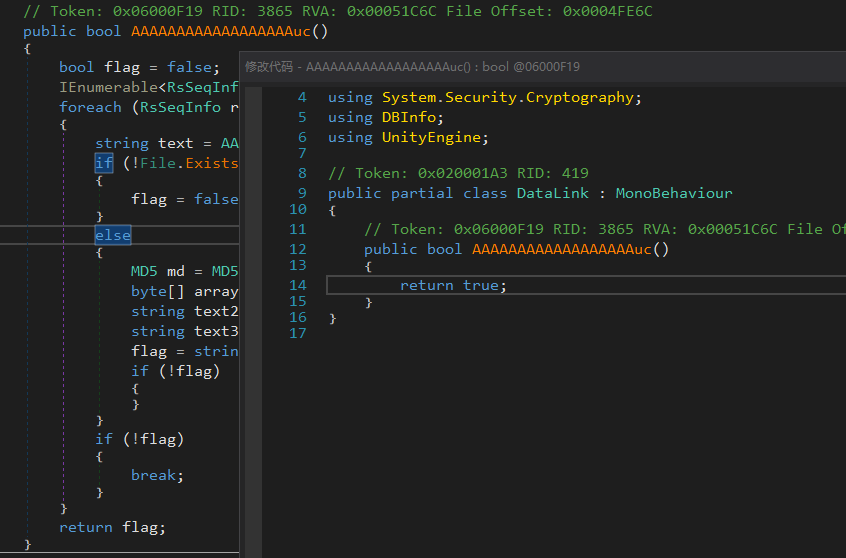 // Token: 0x06000F19 RID: 3865 RVA: 0x00051C6C File Offset: 0x0004FE6C
public bool AAAAAAAAAAAAAAAAAAuc()
{
bool flag = false;
IEnumerable<RsSeqInf
foreach (RsSeqInfo r
{
string text = AA
if (!File.Exists
{
flag = false
}
else
{
MD5 md = MD5
byte[] array
string text2
string text3
flag = strin
if (!flag)
{
}
}
if (!flag)
{
break;
}
}
return flag;
}
修改代码 - AAAAAAAAAAAAAAAAAAuc() : bool @06000F19
4 using System.Security.Cryptography;
5 using DBInfo;
6 using UnityEngine;
7
8 // Token: 0x020001A3 RID: 419
9 public partial class DataLink : MonoBehaviour
10 {
11 // Token: 0x06000F19 RID: 3865 RVA: 0x00051C6C File Of
12 public bool AAAAAAAAAAAAAAAAAAuc()
13 {
14 return true;
15 }
16 }
17